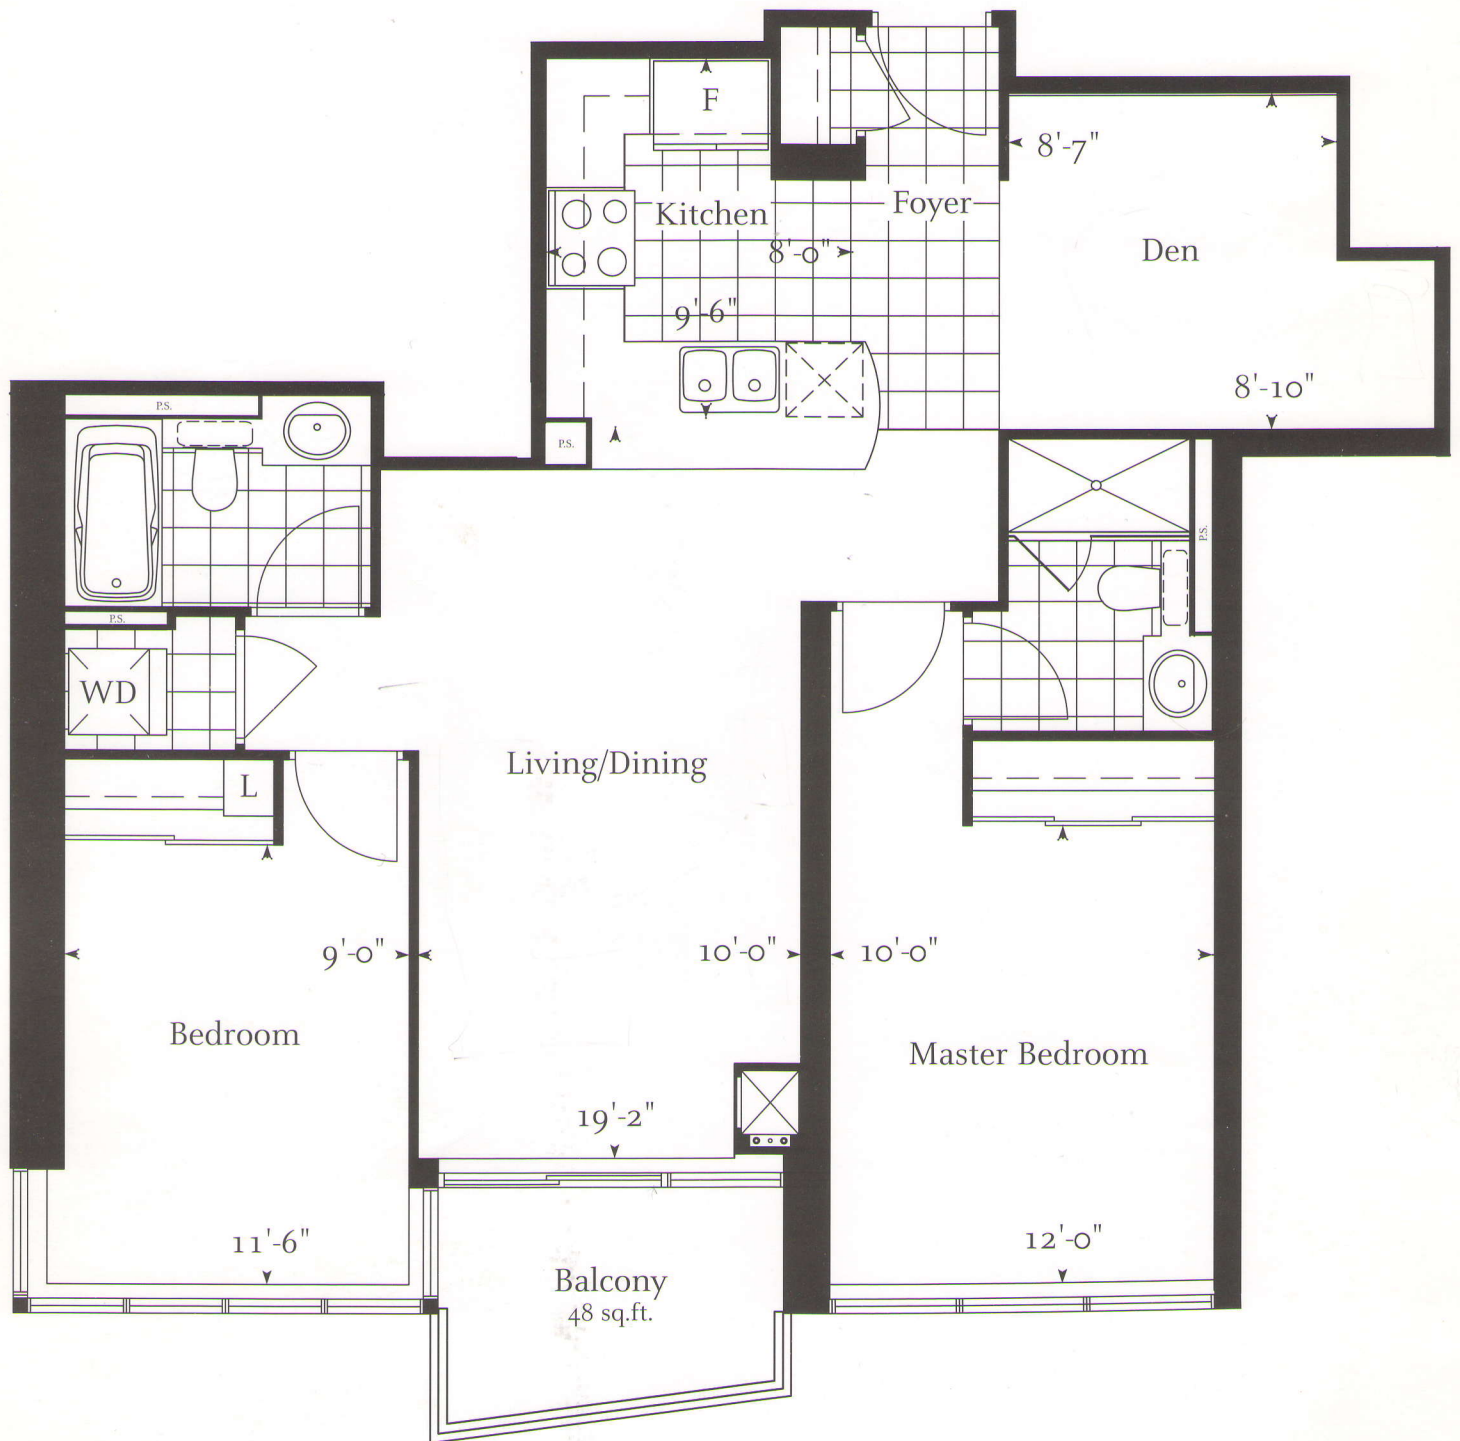 F
8'-7"
Kitchen
Foyer
8'-0"
Den
9'-6"
8'-10"
P.S.
P.S.
P.S.
P.S.
WD
Living/Dining
L
9'-0"
10'-0"
10'-0"
Bedroom
Master Bedroom
19'-2"
11'-6"
12'-0"
Balcony
48 sq.ft.